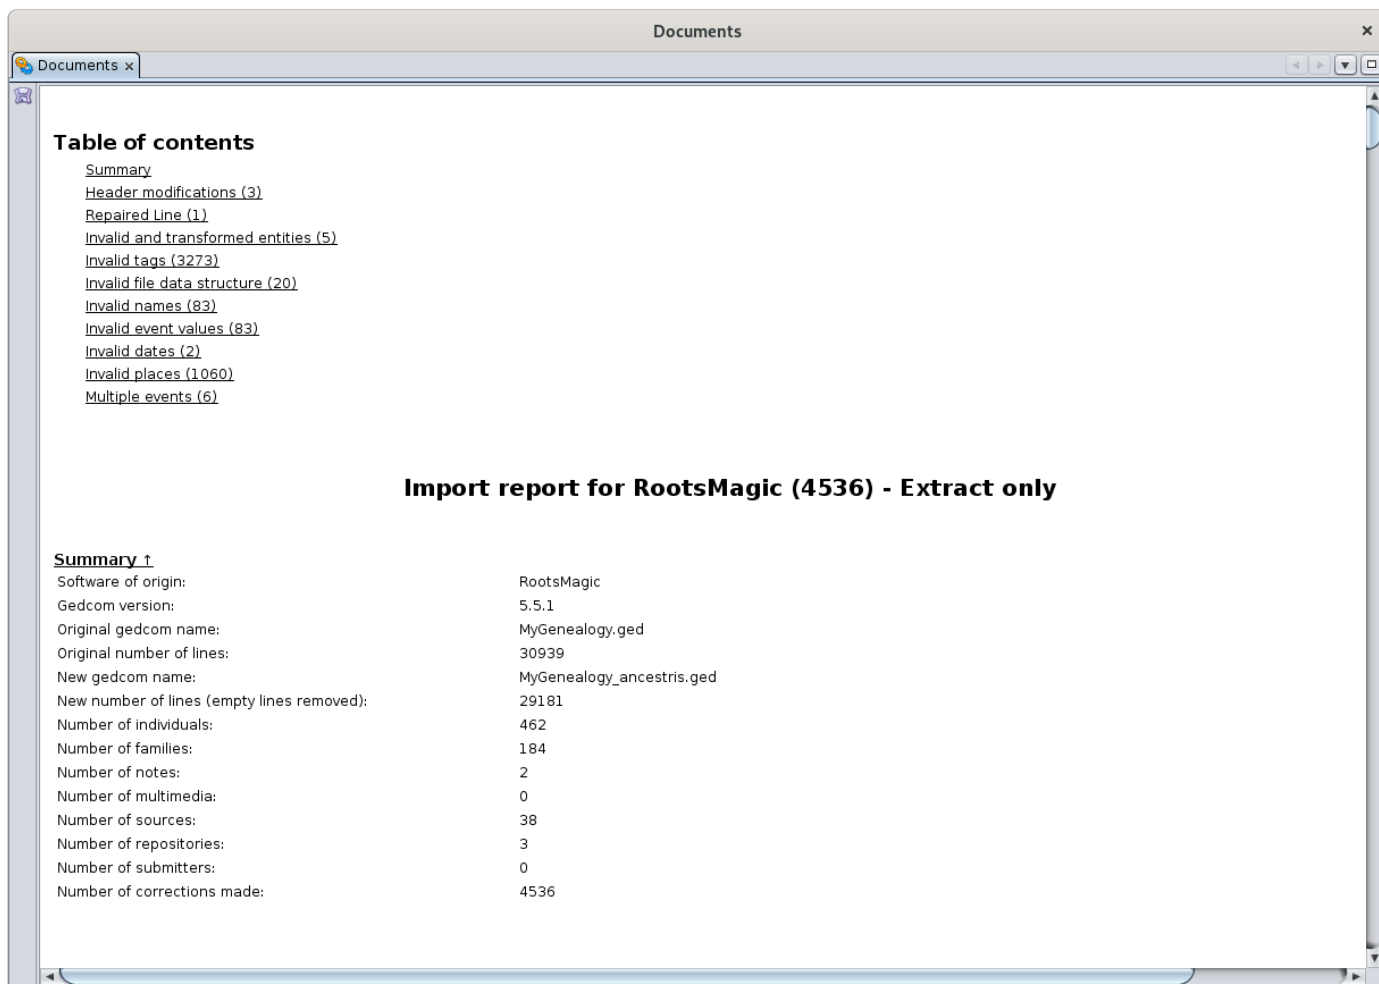 Documents
Documents
Table of contents
Summary
Header modifications (3)
Repaired Line (1)
Invalid and transformed entities (5)
Invalid tags (3273)
Invalid file data structure (20)
Invalid names (83)
Invalid event values (83)
Invalid dates (2)
Invalid places (1060)
Multiple events (6)
Import report for RootsMagic (4536) - Extract only
Summary ↑
Software of origin: RootsMagic
Gedcom version: 5.5.1
Original gedcom name: MyGenealogy.ged
Original number of lines: 30939
New gedcom name: MyGenealogy_ancestris.ged
New number of lines (empty lines removed): 29181
Number of individuals: 462
Number of families: 184
Number of notes: 2
Number of multimedia: 0
Number of sources: 38
Number of repositories: 3
Number of submitters: 0
Number of corrections made: 4536